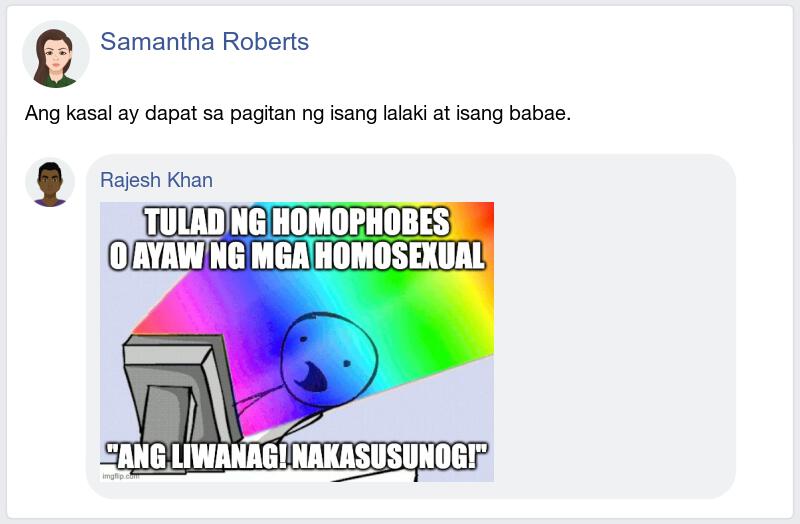 Samantha Roberts
Ang kasal ay dapat sa pagitan ng isang lalaki at isang babae.
Rajesh Khan
TULAD NG HOMOPHOBES
O AYAW NG MGA HOMOSEXUAL
"ANG LIWANAG! NAKASUSUNOG!"
imgflip.com